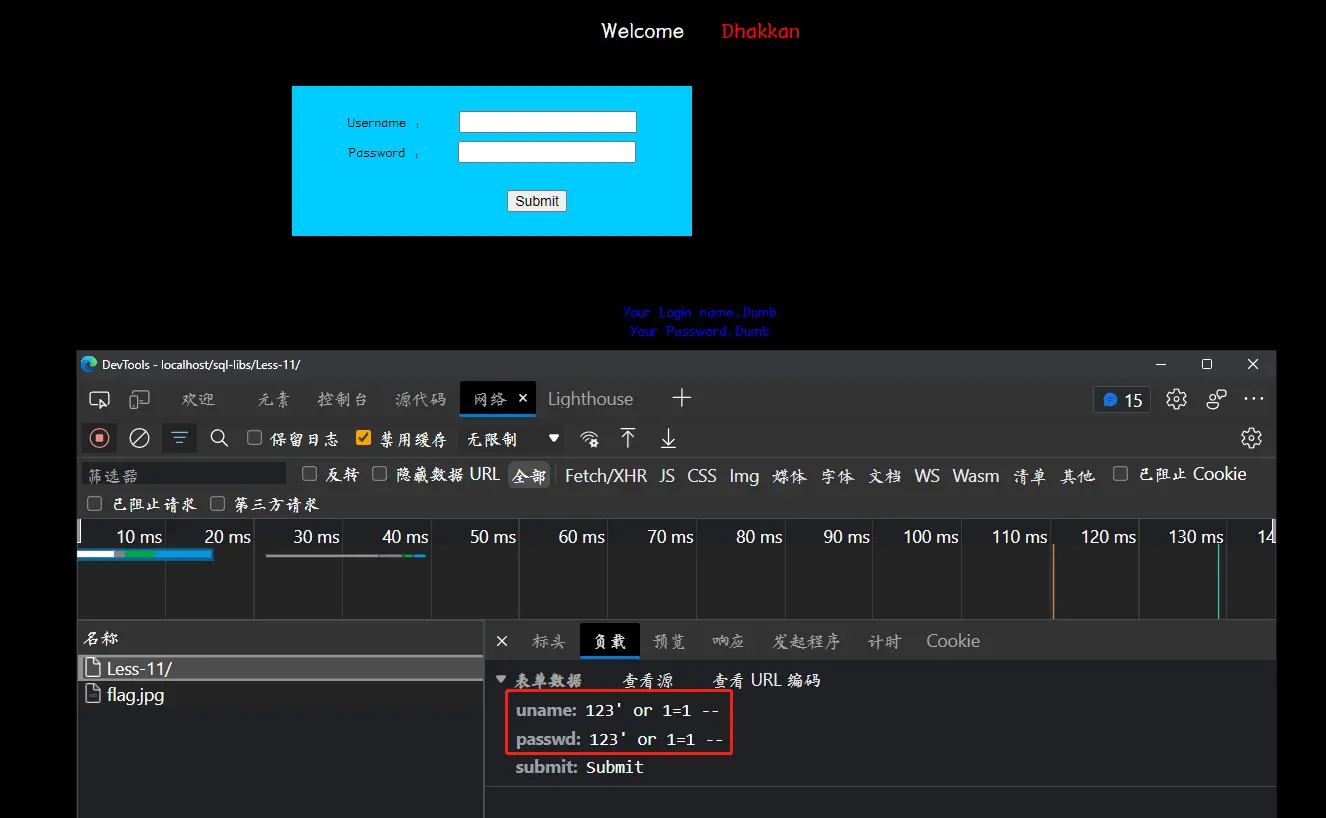 Welcome Dhakkan
Username :
Password :
Submit
Your Login name:Dumb
Your Password:Dumb
DevTools - localhost/sql-libs/Less-11/
欢迎 元素 控制台 源代码 网络 Lighthouse 15
保留日志 禁用缓存 无限制
筛选器 反转 隐藏数据 URL 全部 Fetch/XHR JS CSS Img 媒体 字体 文档 WS Wasm 清单 其他 已阻止 Cookie
已阻止请求 第三方请求
10 ms 20 ms 30 ms 40 ms 50 ms 60 ms 70 ms 80 ms 90 ms 100 ms 110 ms 120 ms 130 ms 14
名称 标头 负载 预览 响应 发起程序 计时 Cookie
Less-11/
flag.jpg
表单数据 查看源 查看 URL 编码
uname: 123' or 1=1 --
passwd: 123' or 1=1 --
submit: Submit